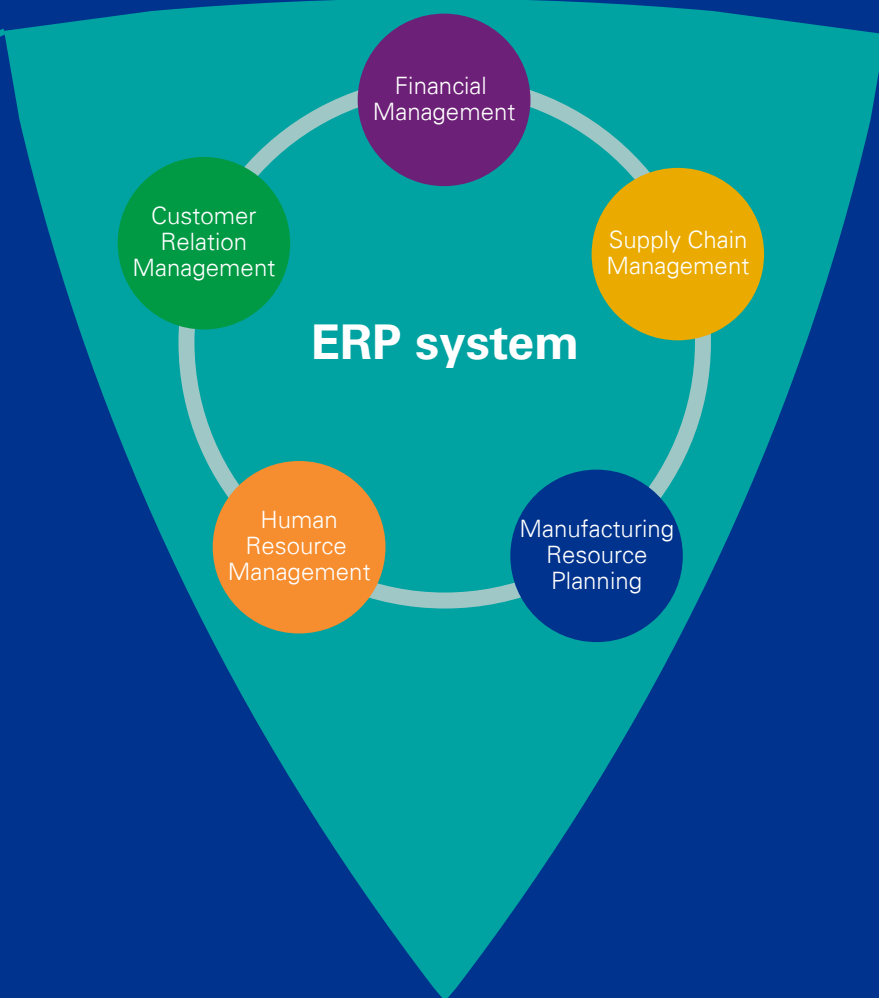 Financial
Management
Customer
Relation
Management
Supply Chain
Management
ERP system
Human
Resource
Management
Manufacturing
Resource
Planning